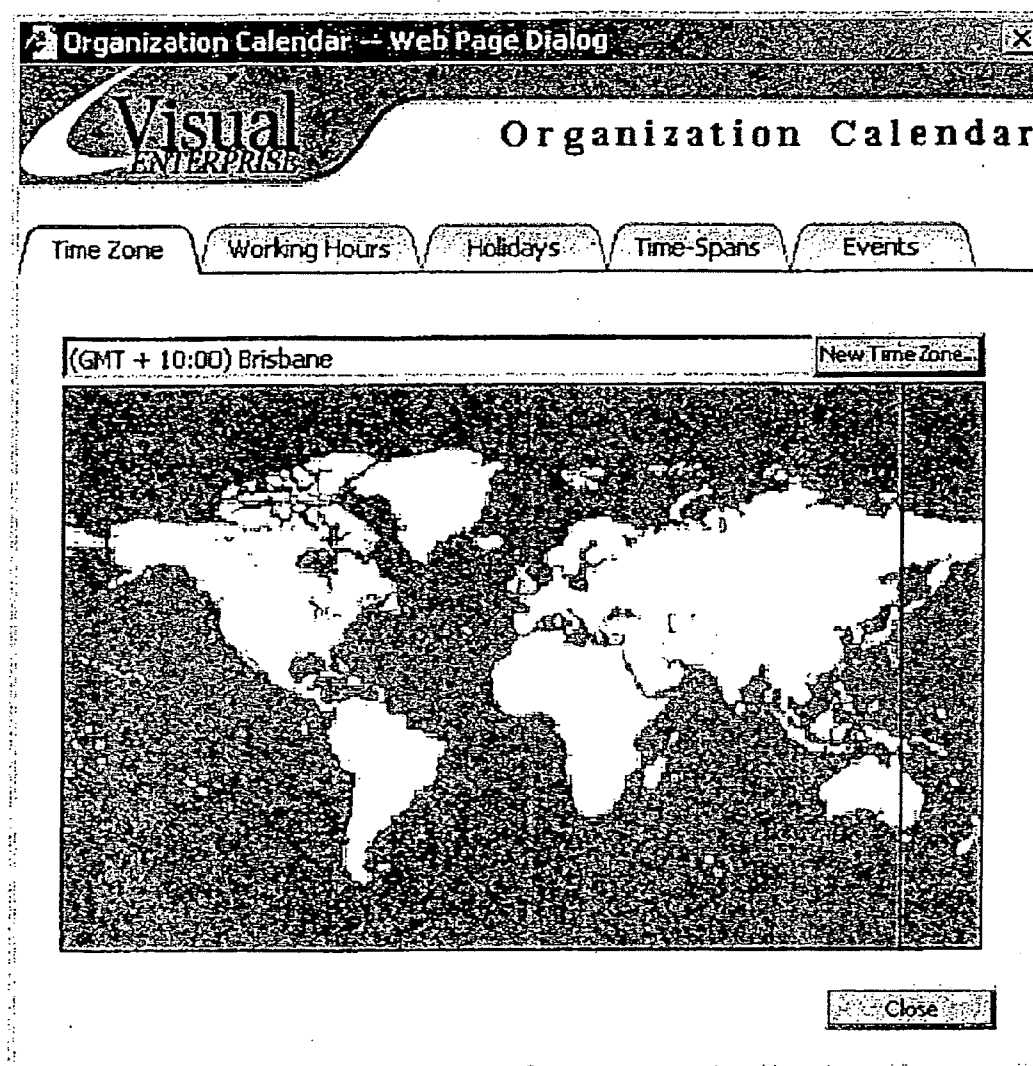 Organization Calendar -- Web Page Dialog
Visual
ENTERPRISE
Organization Calendar
Time Zone Working Hours Holidays Time-Spans Events
(GMT + 10:00) Brisbane New Time Zone...
Close